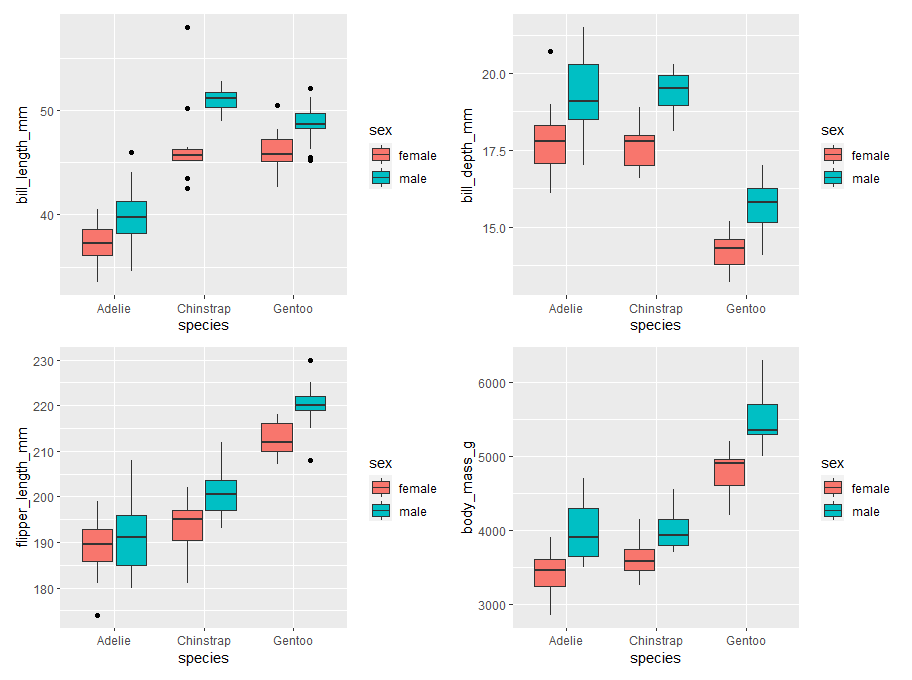 bill_length_mm
50
40
Adelie Chinstrap Gentoo
species
sex
female
male
bill_depth_mm
20.0
17.5
15.0
Adelie Chinstrap Gentoo
species
sex
female
male
flipper_length_mm
230
220
210
200
190
180
Adelie Chinstrap Gentoo
species
sex
female
male
body_mass_g
6000
5000
4000
3000
Adelie Chinstrap Gentoo
species
sex
female
male